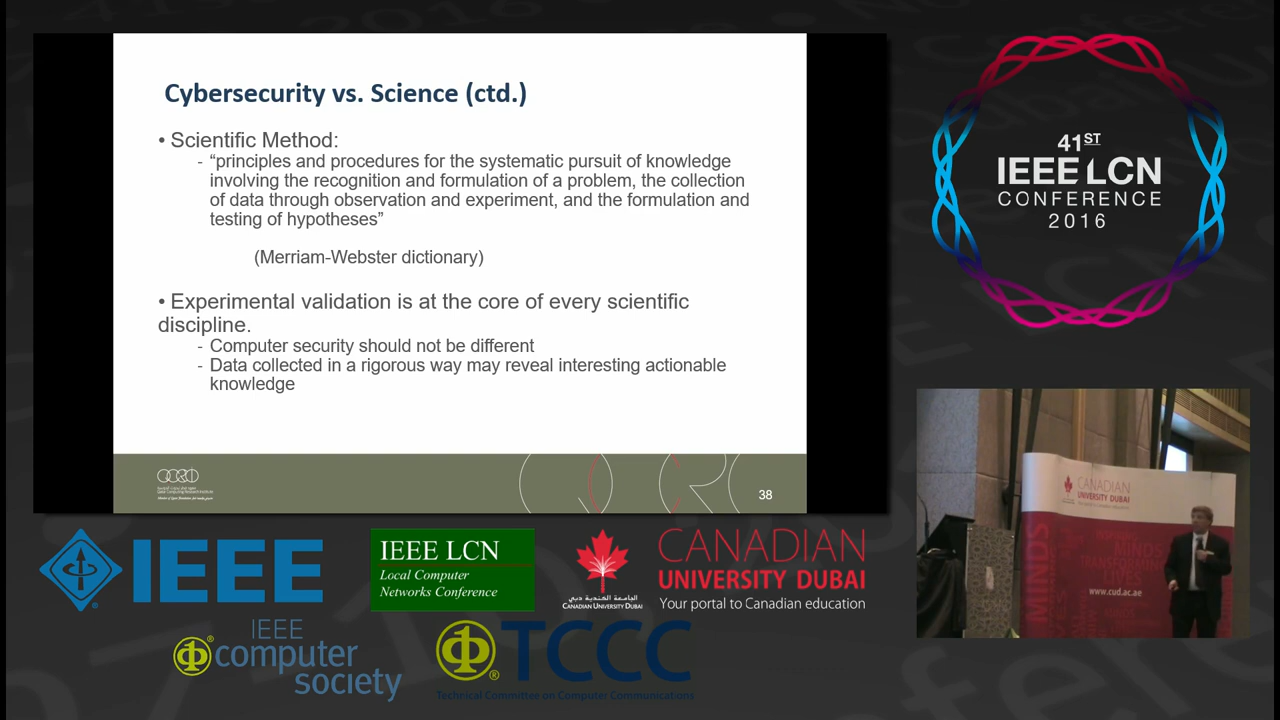 Cybersecurity vs. Science (ctd.)
• Scientific Method:
- “principles and procedures for the systematic pursuit of knowledge
involving the recognition and formulation of a problem, the collection
of data through observation and experiment, and the formulation and
testing of hypotheses”
(Merriam-Webster dictionary)
• Experimental validation is at the core of every scientific
discipline.
- Computer security should not be different
- Data collected in a rigorous way may reveal interesting actionable
knowledge
38
41ST
IEEE LCN
CONFERENCE
2016
CANADIAN
UNIVERSITY DUBAI
www.cud.ac.ae
IEEE
IEEE LCN
Local Computer
Networks Conference
الجامعة الكندية دبي
CANADIAN UNIVERSITY DUBAI
CANADIAN
UNIVERSITY DUBAI
Your portal to Canadian education
IEEE
computer
society
TCCC
Technical Committee on Computer Communications